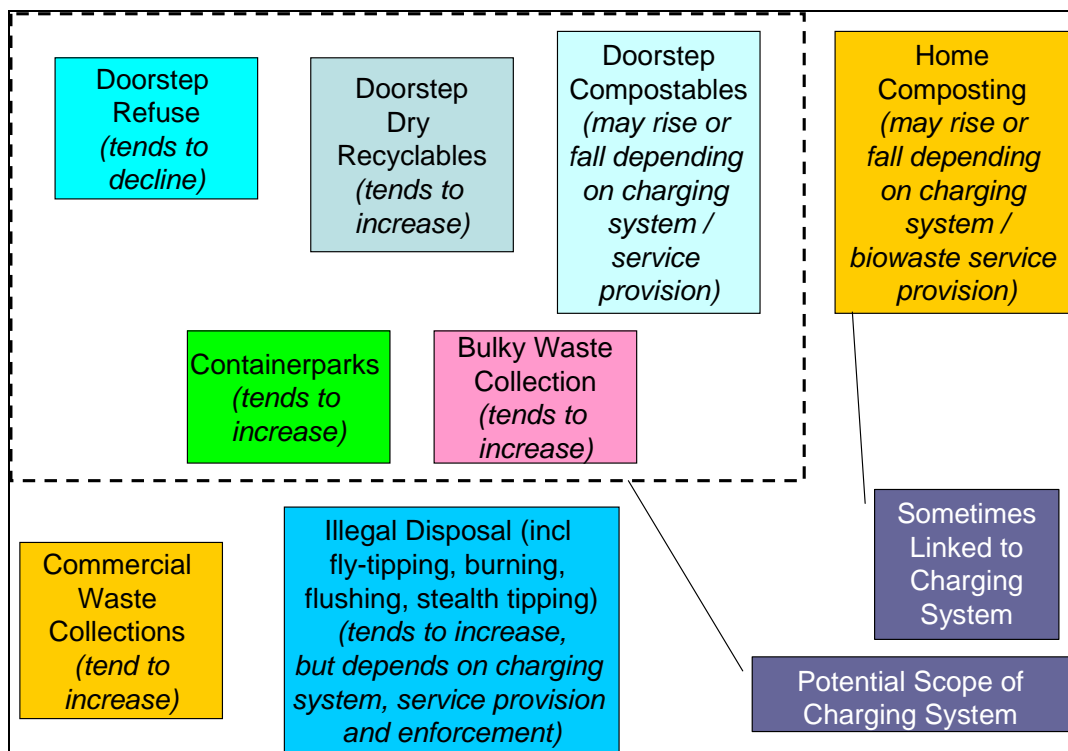 Doorstep
Refuse
(tends to
decline)
Doorstep
Dry
Recyclables
(tends to
increase)
Doorstep
Compostables
(may rise or
fall depending
on charging
system /
service
provision)
Home
Composting
(may rise or
fall depending
on charging
system /
biowaste service
provision)
Containerparks
(tends to
increase)
Bulky Waste
Collection
(tends to
increase)
Commercial
Waste
Collections
(tend to
increase)
Illegal Disposal (incl
fly-tipping, burning,
flushing, stealth tipping)
(tends to increase,
but depends on charging
system, service provision
and enforcement)
Sometimes
Linked to
Charging
System
Potential Scope of
Charging System